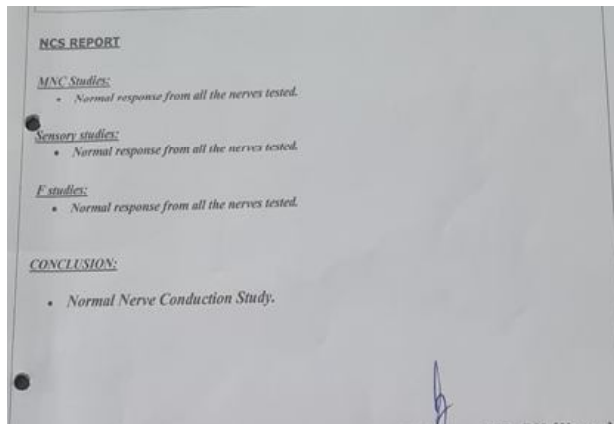 NCS REPORT
MNC Studies:
• Normal response from all the nerves tested.
Sensory studies:
• Normal response from all the nerves tested.
F studies:
• Normal response from all the nerves tested.
CONCLUSION:
• Normal Nerve Conduction Study.